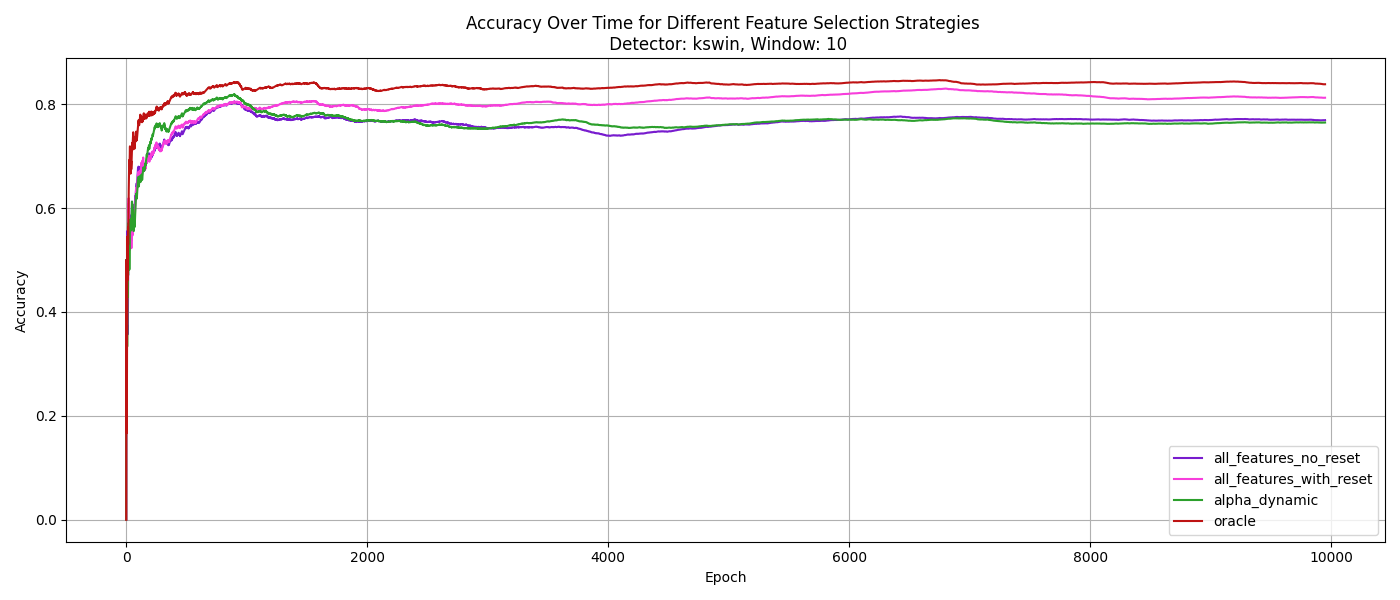 Accuracy Over Time for Different Feature Selection Strategies
Detector: kswin, Window: 10
Accuracy
0.8
0.6
0.4
0.2
0.0
0
2000
4000
6000
8000
10000
Epoch
all_features_no_reset
all_features_with_reset
alpha_dynamic
oracle